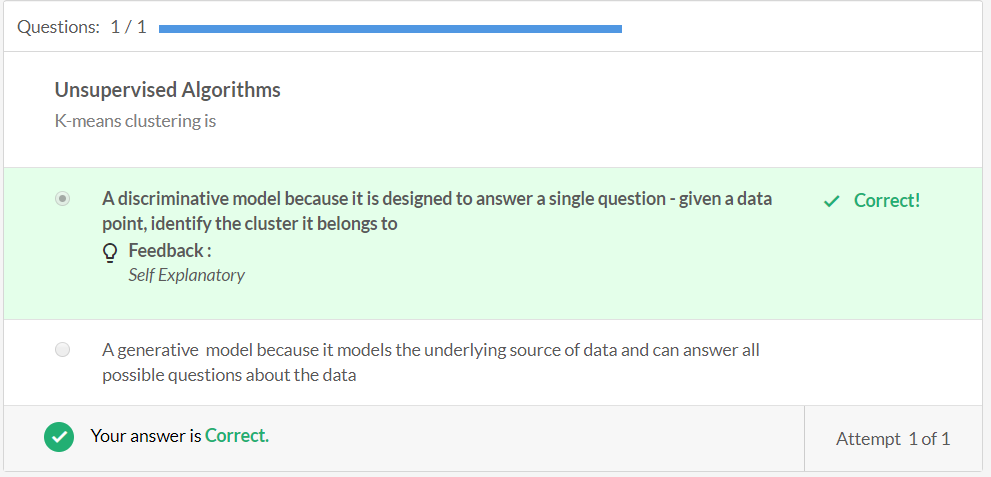 Questions: 1 / 1
Unsupervised Algorithms
K-means clustering is
A discriminative model because it is designed to answer a single question - given a data
point, identify the cluster it belongs to
Correct!
Feedback :
Self Explanatory
A generative model because it models the underlying source of data and can answer all
possible questions about the data
Your answer is Correct.
Attempt 1 of 1